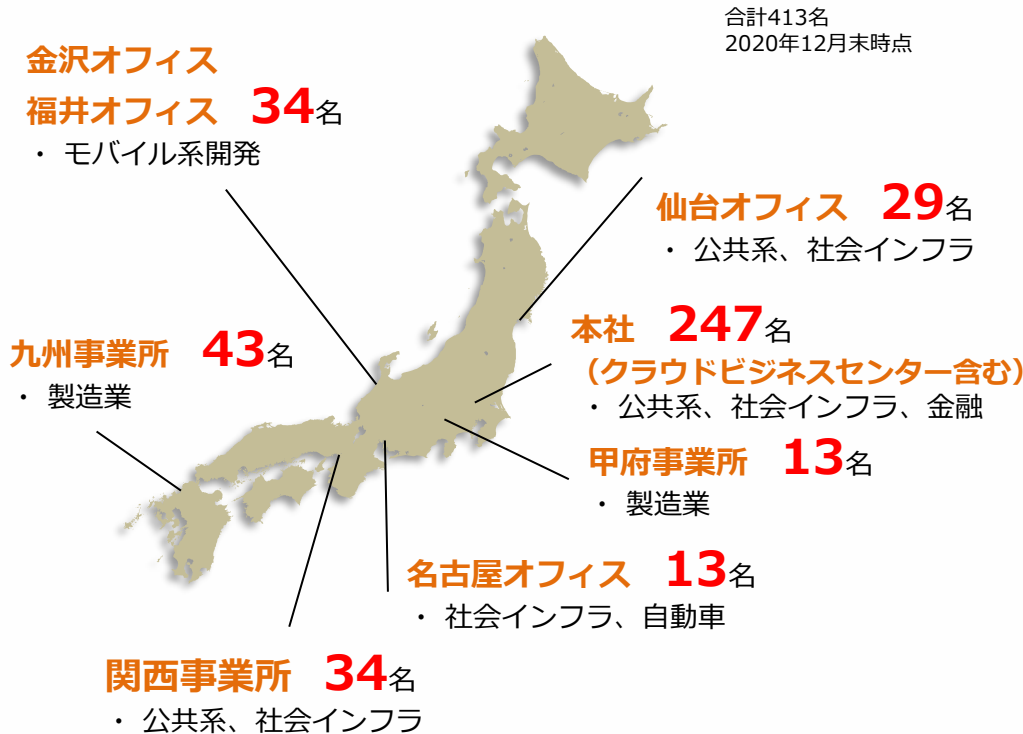 合計413名
2020年12月末時点
金沢オフィス
福井オフィス 34名
・ モバイル系開発
仙台オフィス 29名
・ 公共系、社会インフラ
本社 247名
（クラウドビジネスセンター含む）
・ 公共系、社会インフラ、金融
九州事業所 43名
・ 製造業
甲府事業所 13名
・ 製造業
名古屋オフィス 13名
・ 社会インフラ、自動車
関西事業所 34名
・ 公共系、社会インフラ